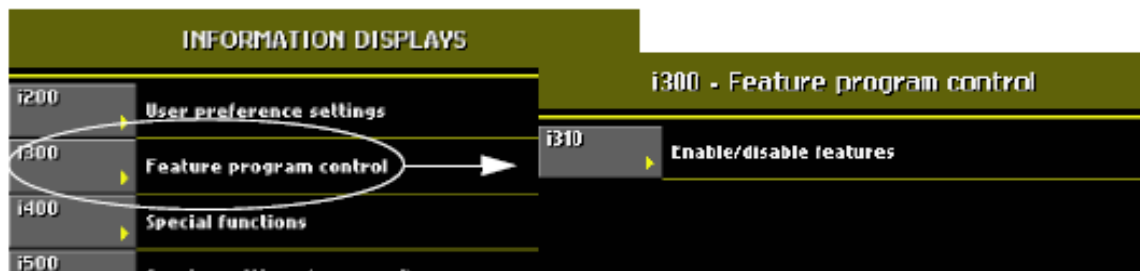 INFORMATION DISPLAYS
i200
User preference settings
i300
Feature program control
i400
Special functions
i500
i300 - Feature program control
i310
Enable/disable features